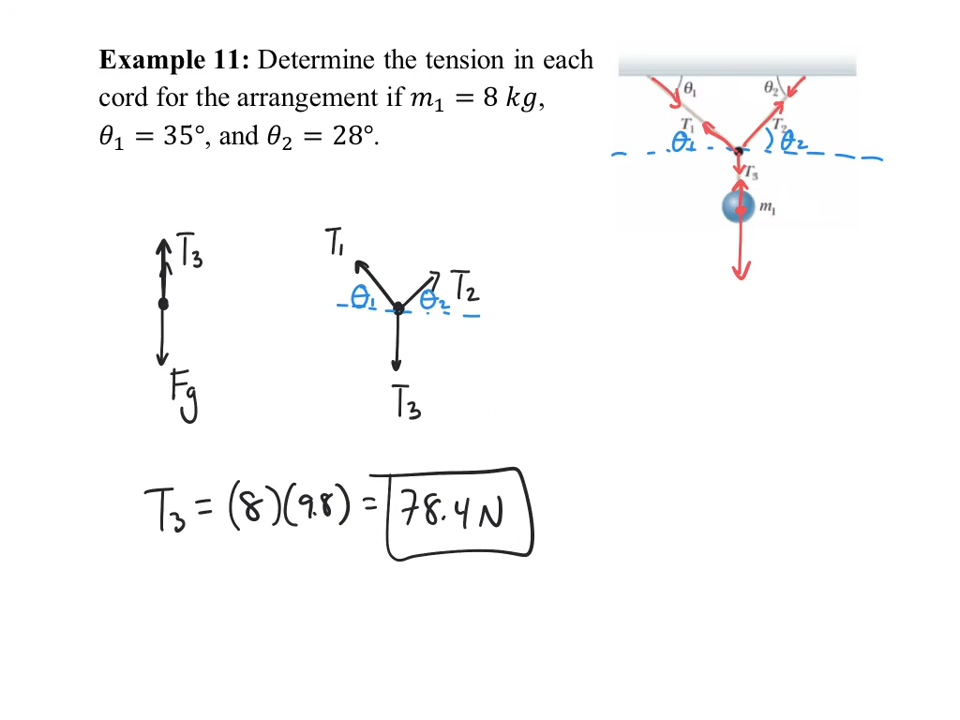 Example 11: Determine the tension in each
cord for the arrangement if m₁ = 8 kg,
θ₁ = 35°, and θ₂ = 28°.
θ₁ θ₂
T₁ T₂
θ₁ θ₂
T₃
m₁
T₃
Fg
T₁
T₂
θ₁ θ₂
T₃
T₃ = (8)(9.8) = 78.4 N